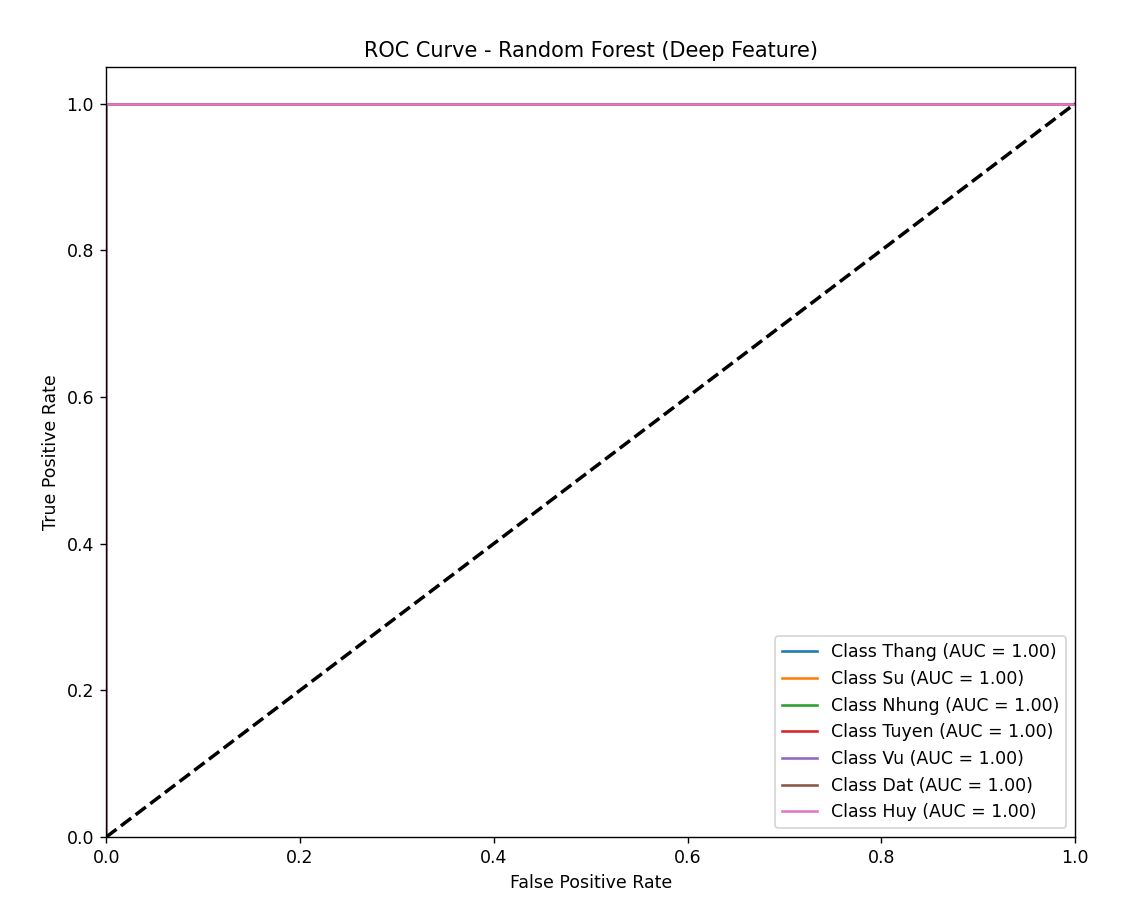 ROC Curve - Random Forest (Deep Feature)
1.0
0.8
0.6
0.4
0.2
0.0
True Positive Rate
Class Thang (AUC = 1.00)
Class Su (AUC = 1.00)
Class Nhung (AUC = 1.00)
Class Tuyen (AUC = 1.00)
Class Vu (AUC = 1.00)
Class Dat (AUC = 1.00)
Class Huy (AUC = 1.00)
0.0 0.2 0.4 0.6 0.8 1.0
False Positive Rate